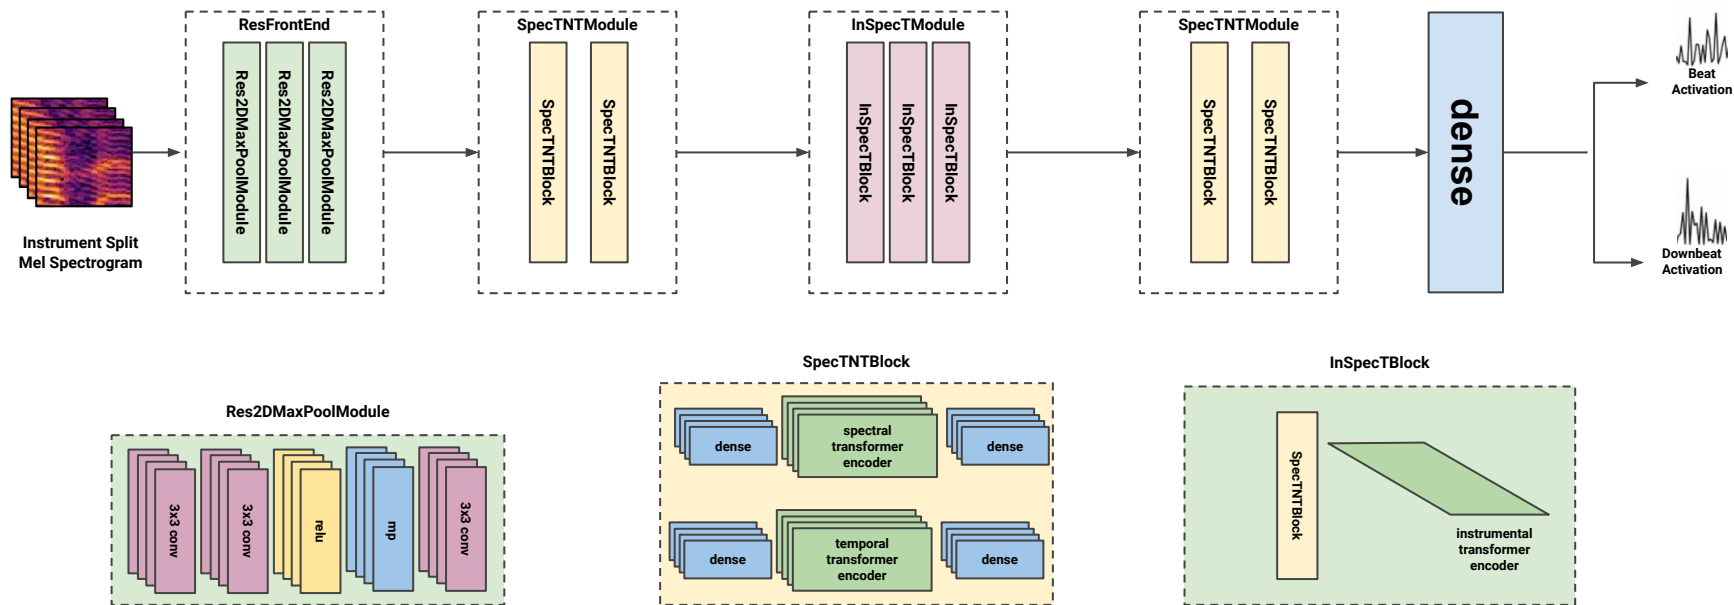 ResFrontEnd
SpecTNTModule
InSpecTModule
SpecTNTModule
Res2DMaxPoolModule
Res2DMaxPoolModule
Res2DMaxPoolModule
SpecTNTBlock
SpecTNTBlock
InSpecTBlock
InSpecTBlock
InSpecTBlock
SpecTNTBlock
SpecTNTBlock
dense
Beat
Activation
Downbeat
Activation
Instrument Split
Mel Spectrogram
Res2DMaxPoolModule
3x3 conv
3x3 conv
relu
mp
3x3 conv
SpecTNTBlock
dense
spectral
transformer
encoder
dense
dense
temporal
transformer
encoder
dense
InSpecTBlock
SpecTNTBlock
instrumental
transformer
encoder